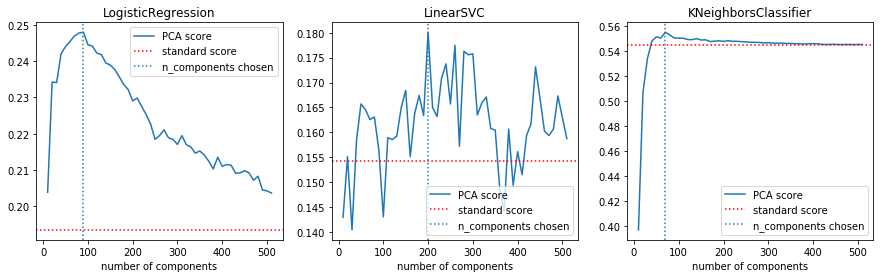 LogisticRegression
0.25
0.24
0.23
0.22
0.21
0.20
0 100 200 300 400 500
number of components
PCA score
standard score
n_components chosen
LinearSVC
0.180
0.175
0.170
0.165
0.160
0.155
0.150
0.145
0.140
0 100 200 300 400 500
number of components
PCA score
standard score
n_components chosen
KNeighborsClassifier
0.56
0.54
0.52
0.50
0.48
0.46
0.44
0.42
0.40
0 100 200 300 400 500
number of components
PCA score
standard score
n_components chosen